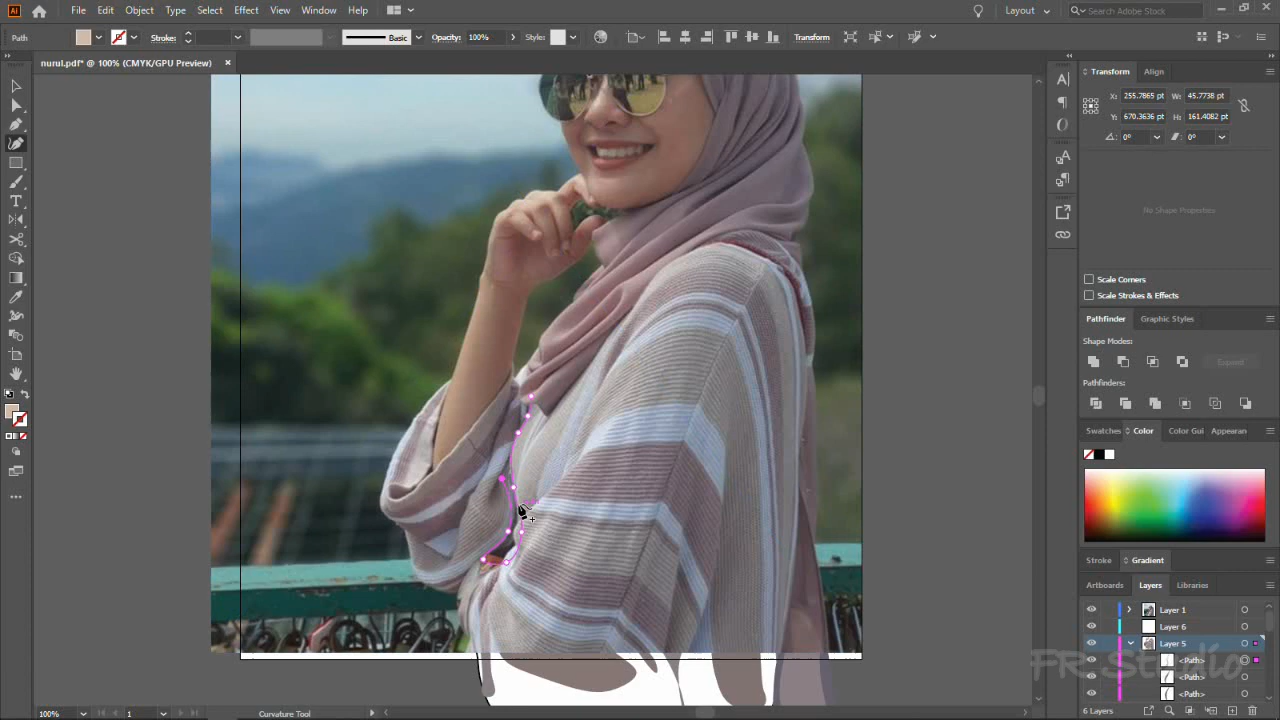 Ai File Edit Object Type Select Effect View Window Help Layout Search Adobe Stock
Path Stroke: Basic Opacity: 100% Style: Transform
nurul.pdf* @ 100% (CMYK/GPU Preview) ×
Transform Align
X: 255.7865 pt W: 45.7738 pt
Y: 670.3636 pt H: 161.4082 pt
0° 0°
No Shape Properties
Scale Corners
Scale Strokes & Effects
Pathfinder Graphic Styles
Shape Modes:
Expand
Pathfinders:
Swatches Color Color Gui
Stroke Gradient
Artboards Layers Libraries
Layer 1
Layer 6
Layer 5
<Path>
<Path>
<Path>
FR Studio
6 Layers
100% 1 Curvature Tool